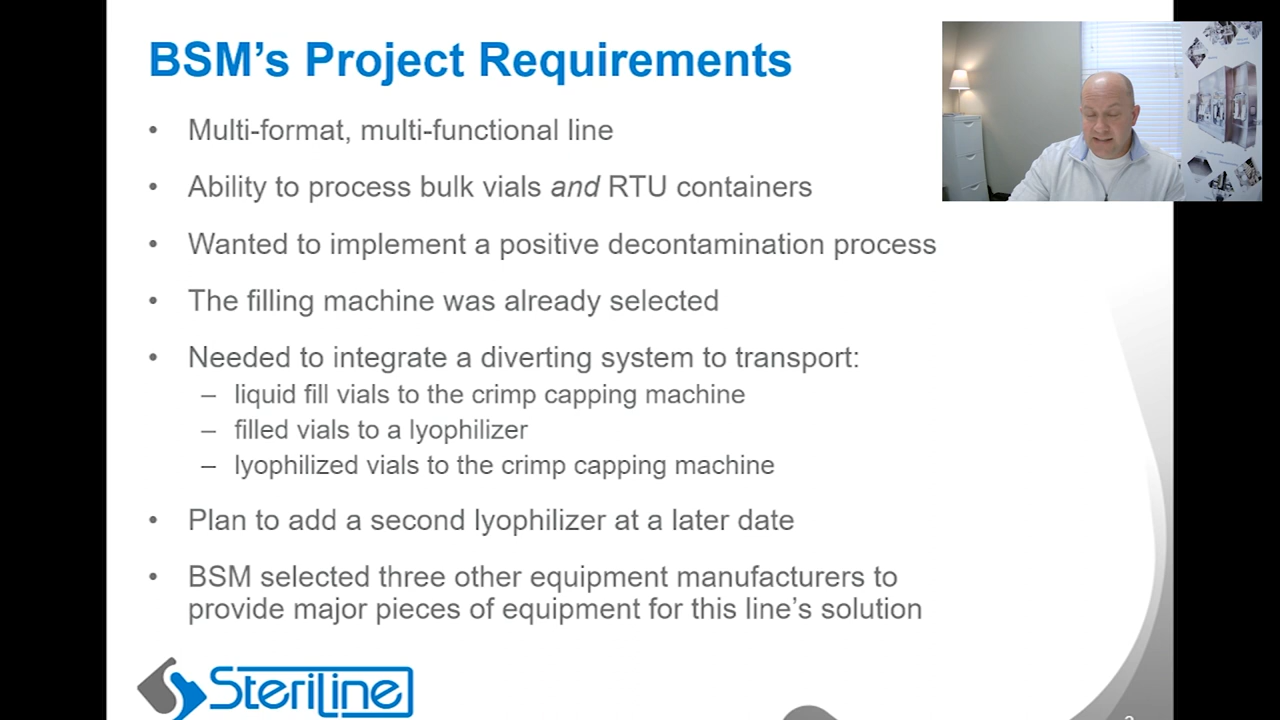 BSM's Project Requirements
• Multi-format, multi-functional line
• Ability to process bulk vials and RTU containers
• Wanted to implement a positive decontamination process
• The filling machine was already selected
• Needed to integrate a diverting system to transport:
– liquid fill vials to the crimp capping machine
– filled vials to a lyophilizer
– lyophilized vials to the crimp capping machine
• Plan to add a second lyophilizer at a later date
• BSM selected three other equipment manufacturers to
provide major pieces of equipment for this line's solution
SteriLine